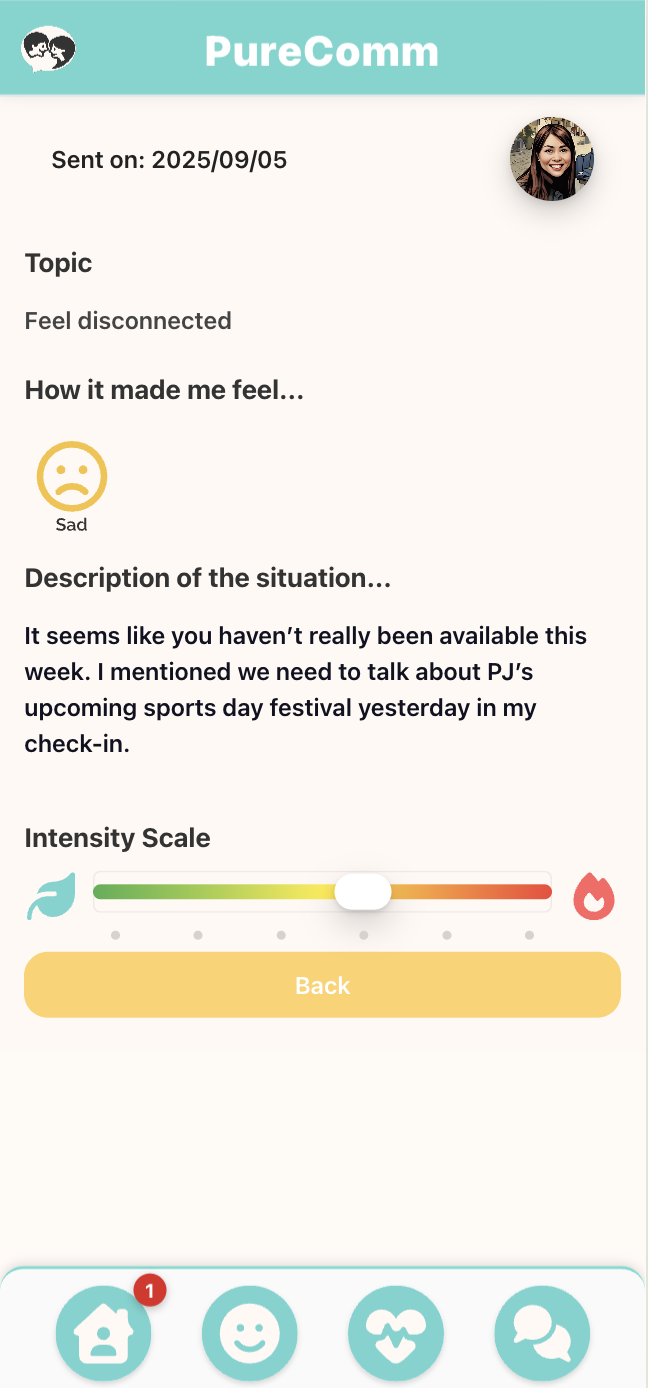 PureComm
Sent on: 2025/09/05
Topic
Feel disconnected
How it made me feel...
Sad
Description of the situation...
It seems like you haven’t really been available this
week. I mentioned we need to talk about PJ’s
upcoming sports day festival yesterday in my
check-in.
Intensity Scale
Back
1